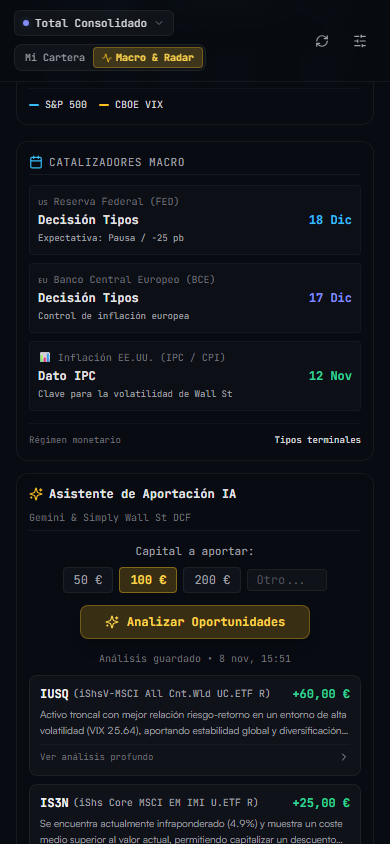 Total Consolidado
Mi Cartera
Macro & Radar
S&P 500
CBOE VIX
CATALIZADORES MACRO
US Reserva Federal (FED)
Decisión Tipos
18 Dic
Expectativa: Pausa / -25 pb
EU Banco Central Europeo (BCE)
Decisión Tipos
17 Dic
Control de inflación europea
Inflación EE.UU. (IPC / CPI)
Dato IPC
12 Nov
Clave para la volatilidad de Wall St
Régimen monetario
Tipos terminales
Asistente de Aportación IA
Gemini & Simply Wall St DCF
Capital a aportar:
50 €
100 €
200 €
Otro...
Analizar Oportunidades
Análisis guardado • 8 nov, 15:51
IUSQ (iShsV-MSCI All Cnt.Wld UC.ETF R)
+60,00 €
Activo troncal con mejor relación riesgo-retorno en un entorno de alta
volatilidad (VIX 25.64), aportando estabilidad global y diversificación…
Ver análisis profundo
IS3N (iShs Core MSCI EM IMI U.ETF R)
+25,00 €
Se encuentra actualmente infraponderado (4.9%) y muestra un coste
medio superior al valor actual, permitiendo capitalizar un descuento…